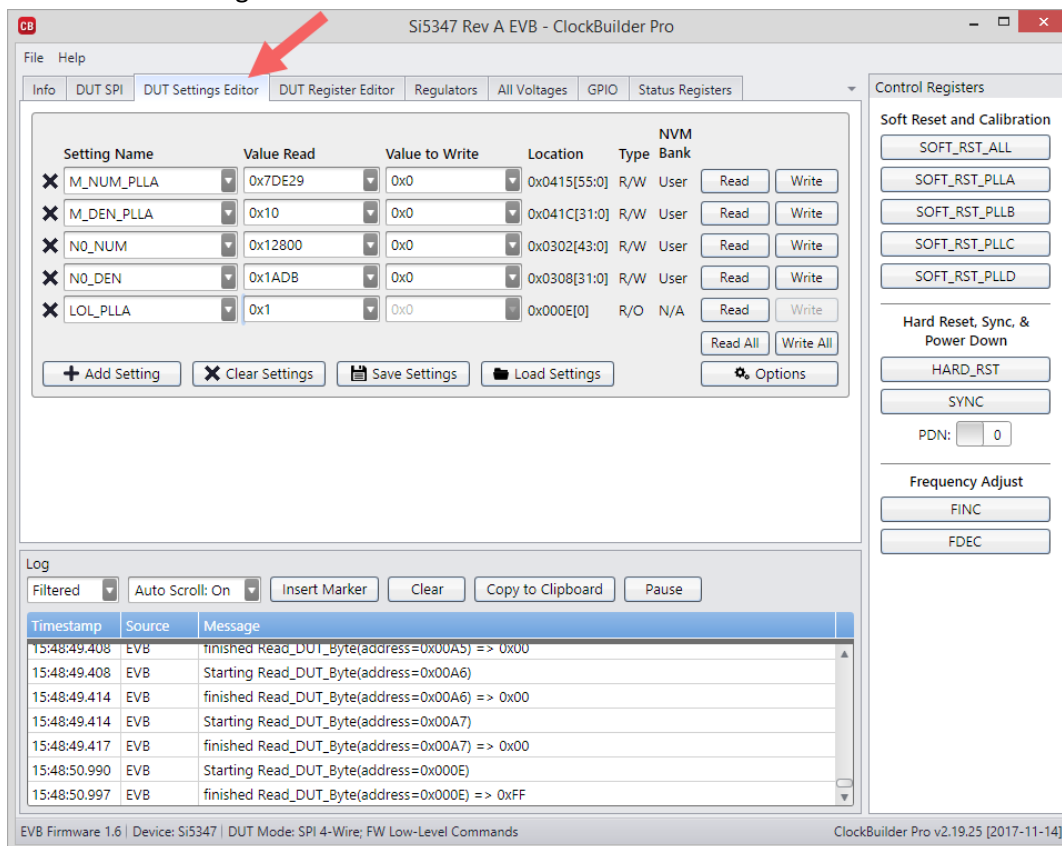 CB Si5347 Rev A EVB - ClockBuilder Pro
File Help
Info DUT SPI DUT Settings Editor DUT Register Editor Regulators All Voltages GPIO Status Registers
Setting Name Value Read Value to Write Location Type NVM Bank
M_NUM_PLLA 0x7DE29 0x0 0x0415[55:0] R/W User Read Write
M_DEN_PLLA 0x10 0x0 0x041C[31:0] R/W User Read Write
N0_NUM 0x12800 0x0 0x0302[43:0] R/W User Read Write
N0_DEN 0x1ADB 0x0 0x0308[31:0] R/W User Read Write
LOL_PLLA 0x1 0x0 0x000E[0] R/O N/A Read Write
Read All Write All
Add Setting Clear Settings Save Settings Load Settings Options
Control Registers
Soft Reset and Calibration
SOFT_RST_ALL
SOFT_RST_PLLA
SOFT_RST_PLLB
SOFT_RST_PLLC
SOFT_RST_PLLD
Hard Reset, Sync, &
Power Down
HARD_RST
SYNC
PDN: 0
Frequency Adjust
FINC
FDEC
Log
Filtered Auto Scroll: On Insert Marker Clear Copy to Clipboard Pause
Timestamp Source Message
15:48:49.408 EVB finished Read_DUT_Byte(address=0x00A5) => 0x00
15:48:49.408 EVB Starting Read_DUT_Byte(address=0x00A6)
15:48:49.414 EVB finished Read_DUT_Byte(address=0x00A6) => 0x00
15:48:49.414 EVB Starting Read_DUT_Byte(address=0x00A7)
15:48:49.417 EVB finished Read_DUT_Byte(address=0x00A7) => 0x00
15:48:50.990 EVB Starting Read_DUT_Byte(address=0x000E)
15:48:50.997 EVB finished Read_DUT_Byte(address=0x000E) => 0xFF
EVB Firmware 1.6 | Device: Si5347 | DUT Mode: SPI 4-Wire; FW Low-Level Commands ClockBuilder Pro v2.19.25 [2017-11-14]